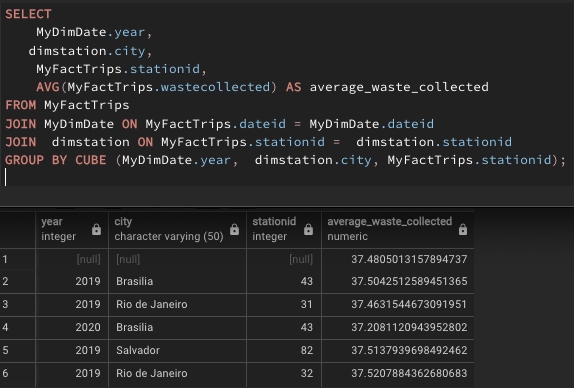 SELECT
MyDimDate.year,
dimstation.city,
MyFactTrips.stationid,
AVG(MyFactTrips.wastecollected) AS average_waste_collected
FROM MyFactTrips
JOIN MyDimDate ON MyFactTrips.dateid = MyDimDate.dateid
JOIN  dimstation ON MyFactTrips.stationid =  dimstation.stationid
GROUP BY CUBE (MyDimDate.year,  dimstation.city, MyFactTrips.stationid);
year city stationid average_waste_collected
integer character varying (50) integer numeric
1 [null] [null] [null] 37.4805013157894737
2 2019 Brasilia 43 37.5042512589451365
3 2019 Rio de Janeiro 31 37.4631544673091951
4 2020 Brasilia 43 37.2081120943952802
5 2019 Salvador 82 37.5137939698492462
6 2019 Rio de Janeiro 32 37.5207884362680683